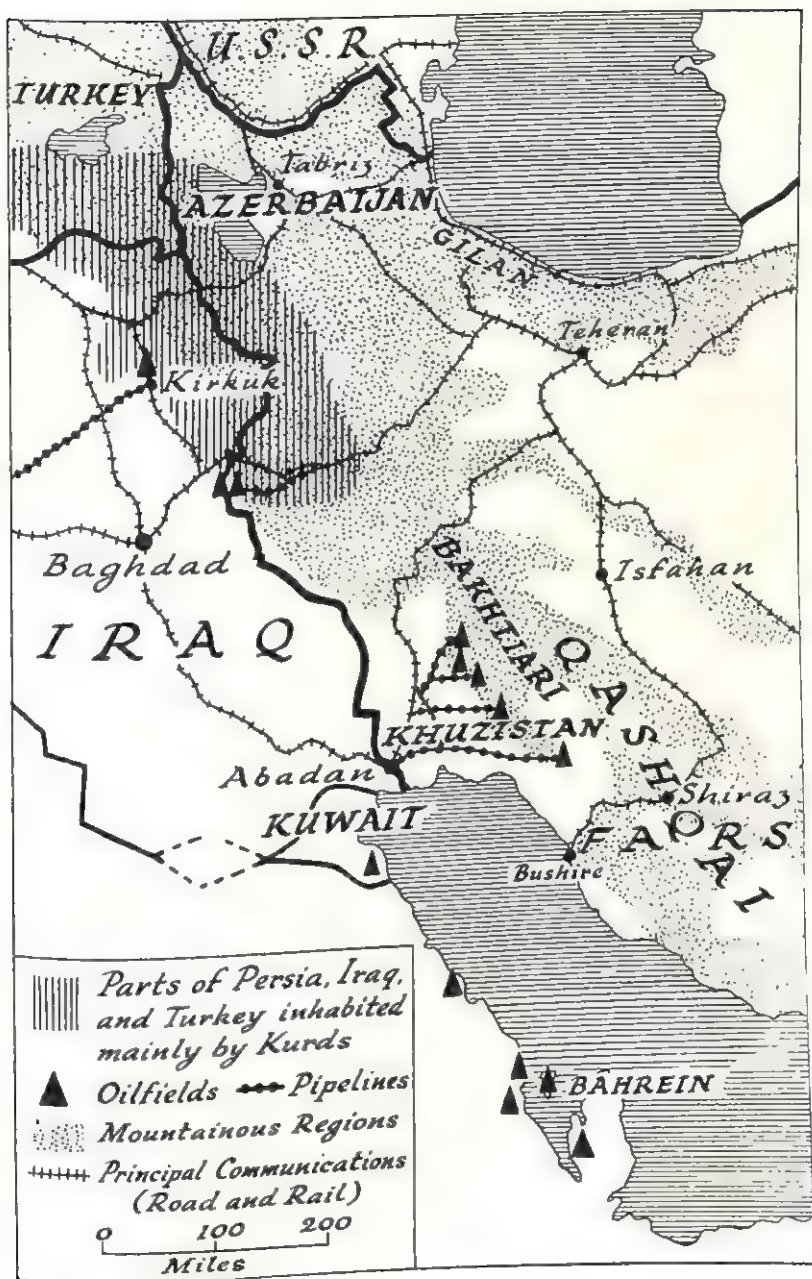 U.S.S.R
TURKEY
Tabriz
AZERBAIJAN
GILAN
Teheran
Kirkuk
Baghdad
Isfahan
IRAQ
BAKHTIARI
QASHQAI
KHUZISTAN
Abadan
Shiraz
KUWAIT
FARS
Bushire
BAHREIN
Parts of Persia, Iraq,
and Turkey inhabited
mainly by Kurds
Oilfields
Pipelines
Mountainous Regions
Principal Communications
(Road and Rail)
0 100 200
Miles